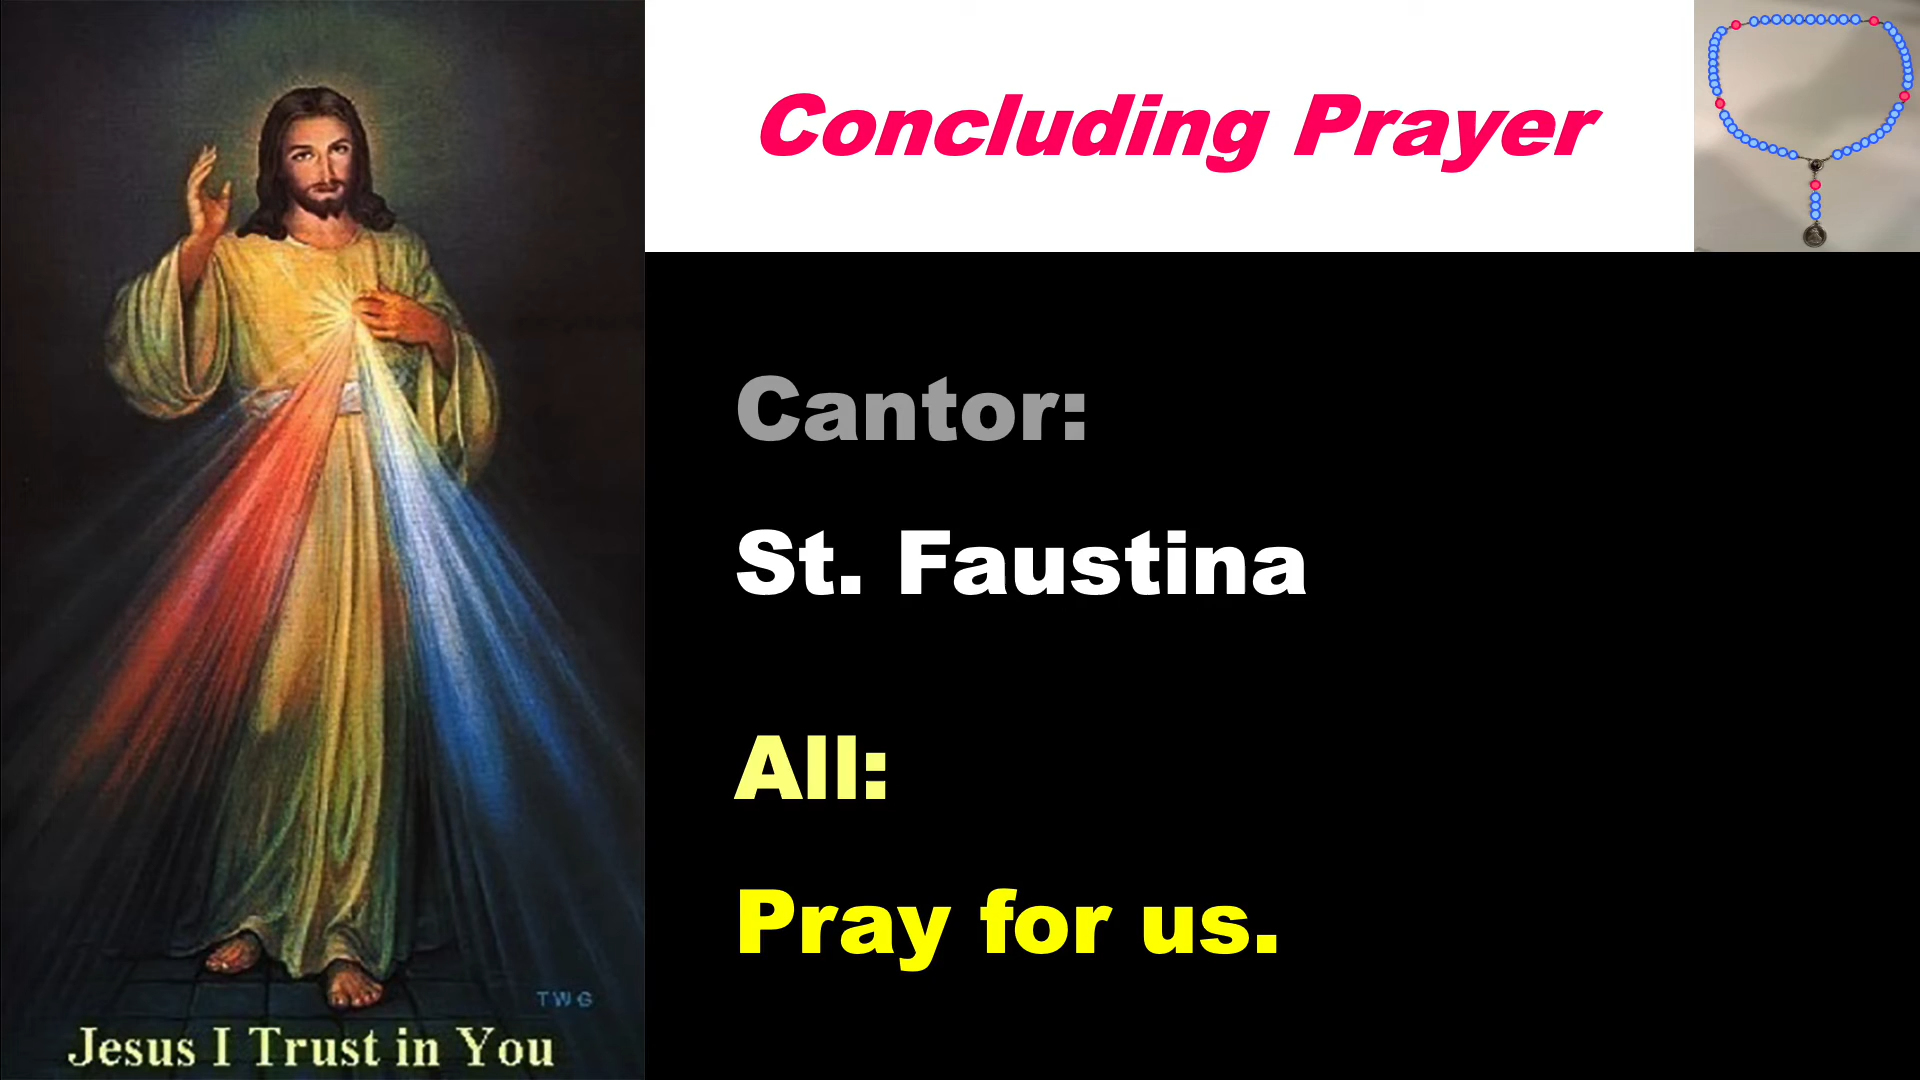 Concluding Prayer
Cantor:
St. Faustina
All:
Pray for us.
TWG
Jesus I Trust in You